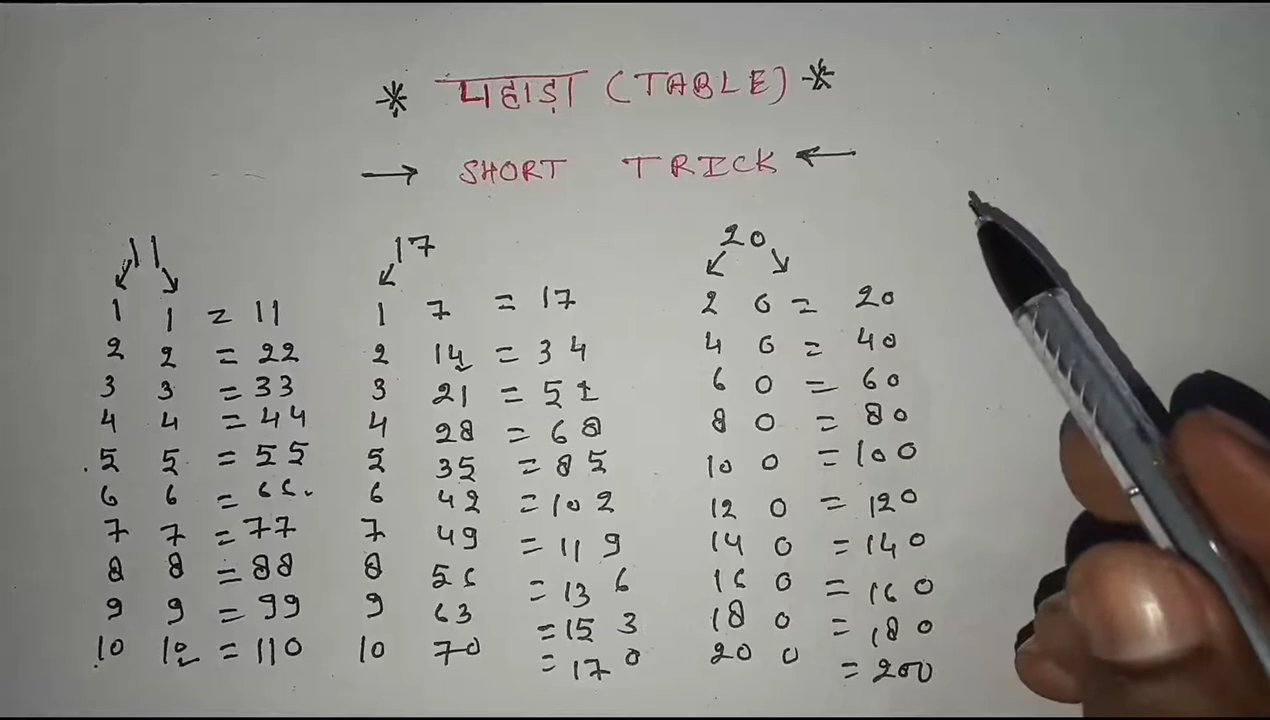 * पहाड़ा (TABLE) *
→ SHORT TRICK ←
11 17 20
1 1 = 11 1 7 = 17 2 0 = 20
2 2 = 22 2 14 = 34 4 0 = 40
3 3 = 33 3 21 = 51 6 0 = 60
4 4 = 44 4 28 = 68 8 0 = 80
5 5 = 55 5 35 = 85 10 0 = 100
6 6 = 66 6 42 = 102 12 0 = 120
7 7 = 77 7 49 = 119 14 0 = 140
8 8 = 88 8 56 = 136 16 0 = 160
9 9 = 99 9 63 = 153 18 0 = 180
10 10 = 110 10 70 = 170 20 0 = 200